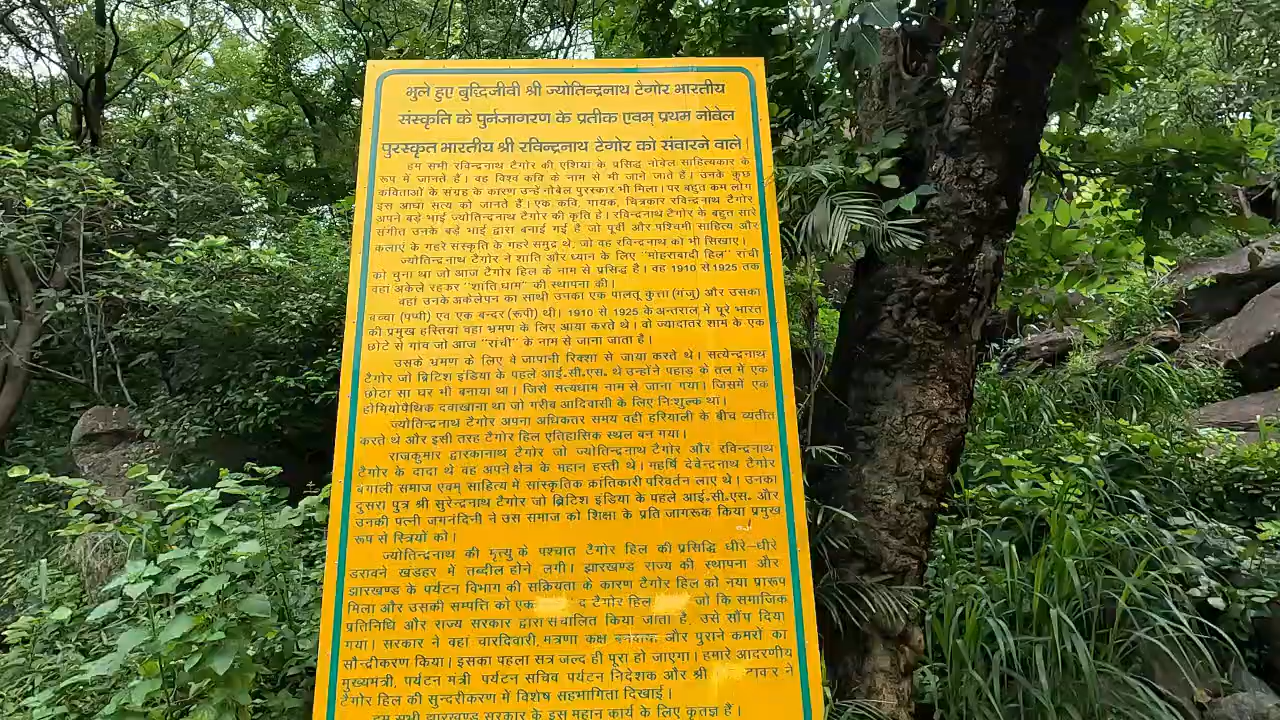 भुले हुए बुद्धिजीवी श्री ज्योतिन्द्रनाथ टैगोर भारतीय
संस्कृति के पुर्नजागरण के प्रतीक एवम् प्रथम नोवेल
पुरस्कृत भारतीय श्री रविन्द्रनाथ टैगोर को संवारने वाले |
हम सभी रविन्द्रनाथ टैगोर की एशिया के प्रसिद्ध नोबेल साहित्यकार के
रूप में जानते हैं। वह विश्व कवि के नाम से भी जाने जाते हैं। उनके कुछ
कविताओं के संग्रह के कारण उन्हें नोबेल पुरस्कार भी मिला। पर बहुत कम लोग
इस आधा सत्य को जानते हैं। एक कवि, गायक, चित्रकार रविन्द्रनाथ टैगोर
अपने बड़े भाई ज्योतिन्द्रनाथ टैगोर की कृति हैं। रविन्द्रनाथ टैगोर के बहुत सारे
संगीत उनके बड़े भाई द्वारा बनाई गई है जो पूर्वी और पश्चिमी साहित्य और
कलाएं के गहरे संस्कृति के गहरे समुद्र थे, जो वह रविन्द्रनाथ को भी सिखाए।
ज्योतिन्द्रनाथ टैगोर ने शांति और ध्यान के लिए "मोहराबादी हिल" रांची
को चुना था जो आज टैगोर हिल के नाम से प्रसिद्ध है। वह 1910 से 1925 तक
वहां अकेले रहकर "शांति धाम" की स्थापना की।
वहां उनके अकेलेपन का साथी उनका एक पालतू कुत्ता (गंजु) और उसका
बच्चा (पप्पी) एवं एक बन्दर (रूपी) थी। 1910 से 1925 के अन्तराल में पूरे भारत
की प्रमुख हस्तियां वहां भ्रमण के लिए आया करते थे। वो ज्यादातर शाम के एक
छोटे से गांव जो आज "रांची" के नाम से जाना जाता है।
उसके भ्रमण के लिए वे जापानी रिक्शा से जाया करते थे। सत्येन्द्रनाथ
टैगोर जो ब्रिटिश इंडिया के पहले आई.सी.एस. थे उन्होंने पहाड़ के तल में एक
छोटा सा घर भी बनाया था। जिसे सत्यधाम नाम से जाना गया। जिसमें एक
होमियोपैथिक दवाखाना था जो गरीब आदिवासी के लिए निःशुल्क था।
ज्योतिन्द्रनाथ टैगोर अपना अधिकतर समय वहीं हरियाली के बीच व्यतीत
करते थे और इसी तरह टैगोर हिल एतिहासिक स्थल बन गया।
राजकुमार द्वारकानाथ टैगोर जो ज्योतिन्द्रनाथ टैगोर और रविन्द्रनाथ
टैगोर के दादा थे वह अपने क्षेत्र के महान हस्ती थे। महर्षि देवेन्द्रनाथ टैगोर
बंगाली समाज एवम् साहित्य में सांस्कृतिक क्रांतिकारी परिवर्तन लाए थे। उनका
दुसरा पुत्र श्री सुरेन्द्रनाथ टैगोर जो ब्रिटिश इंडिया के पहले आई.सी.एस. और
उनकी पत्नी जगनंदिनी ने उस समाज को शिक्षा के प्रति जागरूक किया प्रमुख
रूप से स्त्रियों को।
ज्योतिन्द्रनाथ की मृत्यु के पश्चात टैगोर हिल की प्रसिद्धि धीरे–धीरे
डरावने खंडहर में तब्दील होने लगी। झारखण्ड राज्य की स्थापना और
झारखण्ड के पर्यटन विभाग की सक्रियता के कारण टैगोर हिल को नया प्रारूप
मिला और उसकी सम्पत्ति को एक द टैगोर हिल जो कि समाजिक
प्रतिनिधि और राज्य सरकार द्वारा संचालित किया जाता है, उसे सौंप दिया
गया। सरकार ने वहां चारदिवारी, मंत्रणा कक्ष और पुराने कमरों का
सौन्द्रीकरण किया। इसका पहला सत्र जल्द ही पूरा हो जाएगा। हमारे आदरणीय
मुख्यमंत्री, पर्यटन मंत्री पर्यटन सचिव पर्यटन निदेशक और श्री ने
टैगोर हिल की सुन्दरीकरण में विशेष सहभागिता दिखाई।
हम सभी झारखण्ड सरकार के इस महान कार्य के लिए कृतज्ञ हैं।